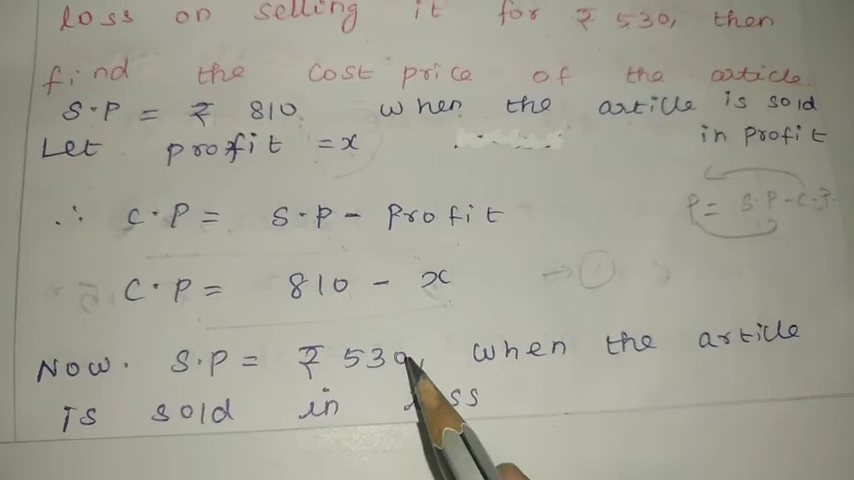 loss on selling it for ₹ 530, then
find the cost price of the article.
S.P = ₹ 810. when the article is sold
in profit
Let profit = x
P = S.P - C.P
∴ C.P = S.P - Profit
C.P = 810 - x → ①
Now. S.P = ₹ 530, when the article
is sold in loss